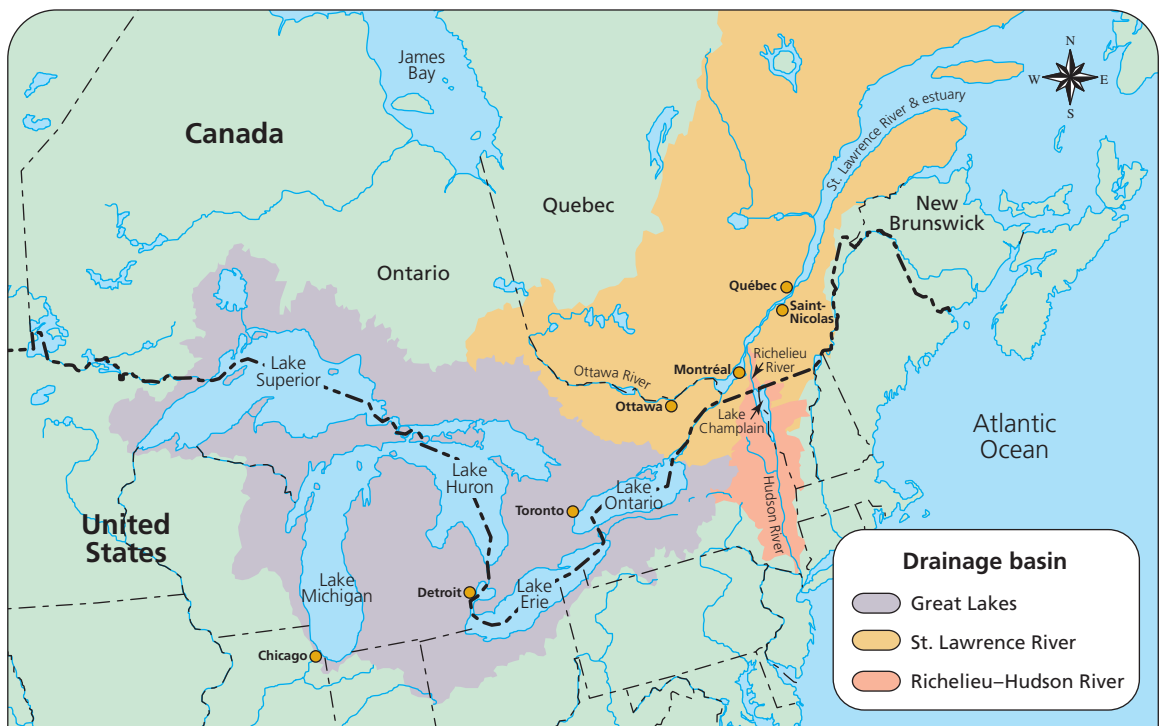 James
Bay
N
W
E
S
Canada
St. Lawrence River & estuary
Quebec
New
Brunswick
Ontario
Québec
Saint-
Nicolas
Richelieu
River
Lake
Superior
Montréal
Ottawa River
Ottawa
Lake
Champlain
Atlantic
Ocean
Lake
Huron
Lake
Ontario
Hudson River
Toronto
United
States
Lake
Michigan
Detroit
Lake
Erie
Chicago
Drainage basin
Great Lakes
St. Lawrence River
Richelieu–Hudson River